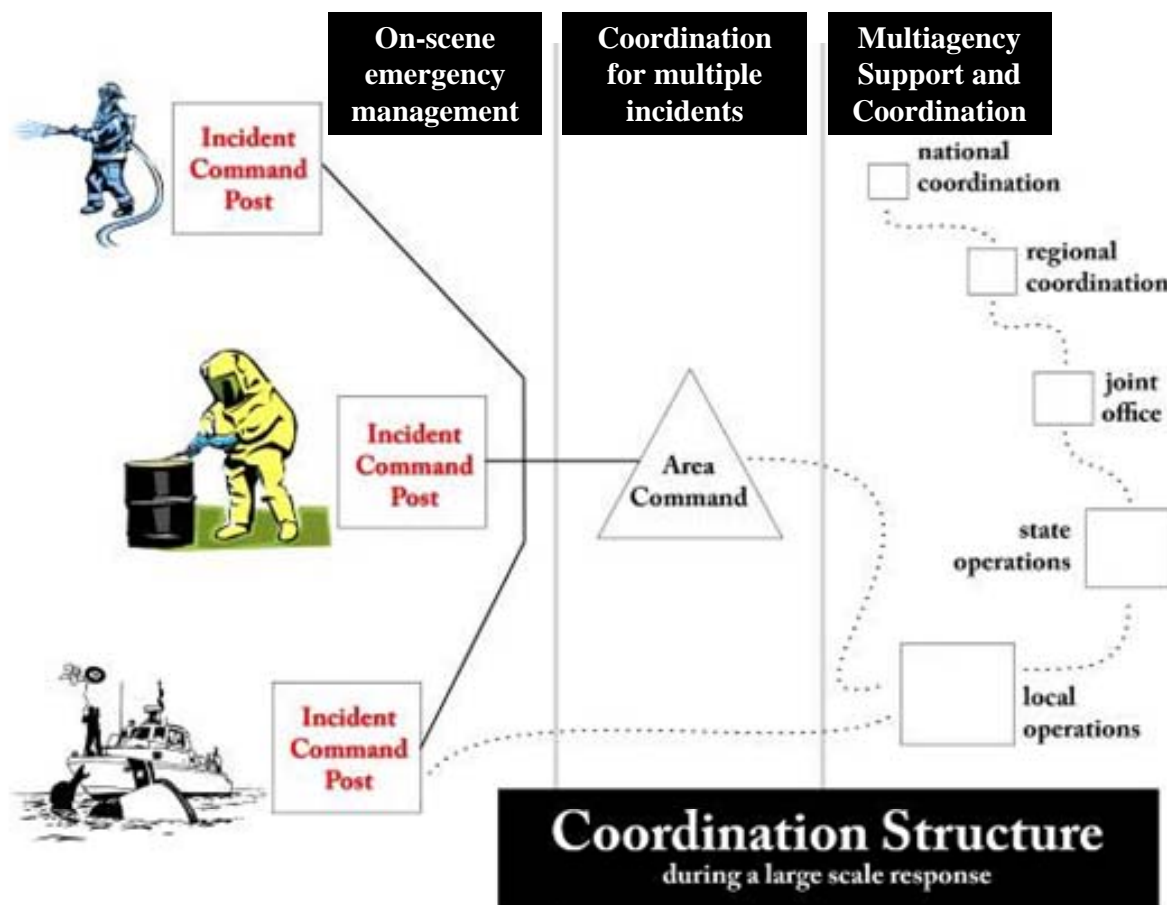 On-scene
emergency
management
Coordination
for multiple
incidents
Multiagency
Support and
Coordination
Incident
Command
Post
national
coordination
regional
coordination
joint
office
Incident
Command
Post
Area
Command
state
operations
Incident
Command
Post
local
operations
Coordination Structure
during a large scale response